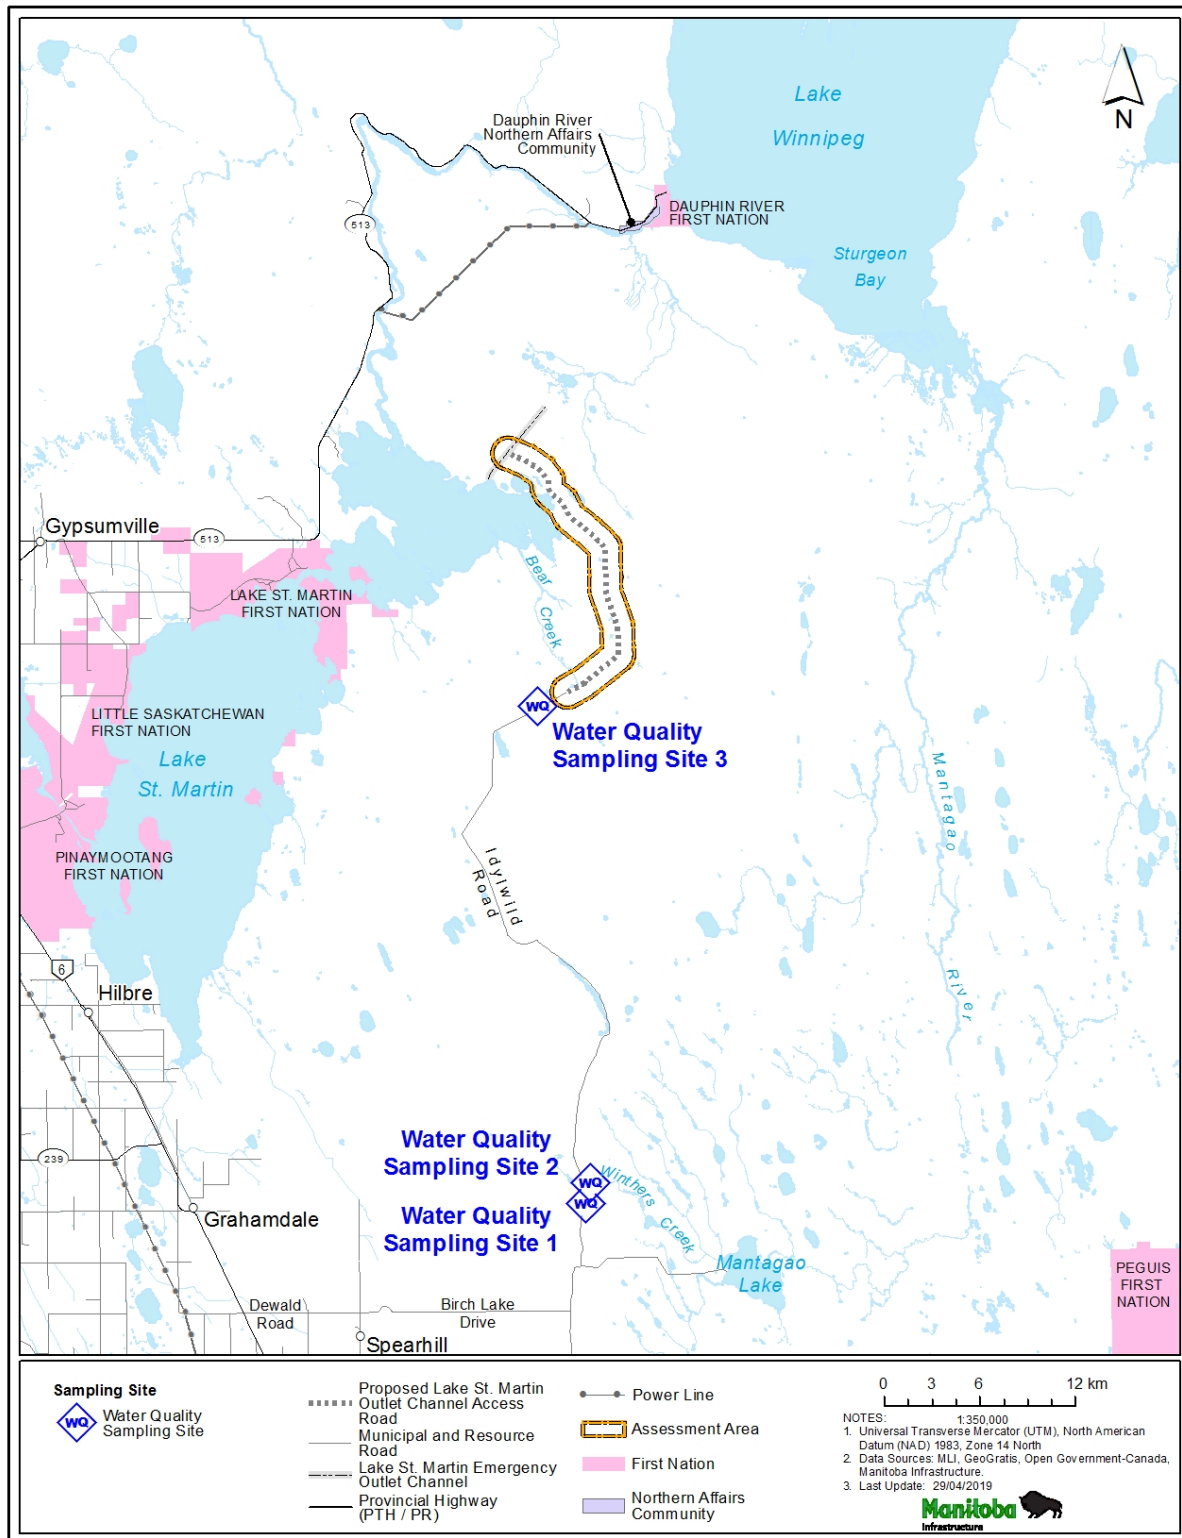 Lake
Winnipeg
N
Dauphin River
Northern Affairs
Community
DAUPHIN RIVER
FIRST NATION
513
Sturgeon
Bay
Gypsumville
513
Bear Creek
LAKE ST. MARTIN
FIRST NATION
LITTLE SASKATCHEWAN
FIRST NATION
Lake
St. Martin
WQ
Water Quality
Sampling Site 3
Mantagao River
PINAYMOOTANG
FIRST NATION
Idylwild
Road
6
Hilbre
239
Water Quality
Sampling Site 2
WQ
Winthers Creek
WQ
Water Quality
Sampling Site 1
Grahamdale
Mantagao
Lake
PEGUIS
FIRST
NATION
Dewald
Road
Birch Lake
Drive
Spearhill
Sampling Site
WQ
Water Quality
Sampling Site
Proposed Lake St. Martin
Outlet Channel Access
Road
Municipal and Resource
Road
Lake St. Martin Emergency
Outlet Channel
Provincial Highway
(PTH / PR)
Power Line
Assessment Area
First Nation
Northern Affairs
Community
0 3 6 12 km
1:350,000
NOTES:
1. Universal Transverse Mercator (UTM), North American
Datum (NAD) 1983, Zone 14 North
2. Data Sources: MLI, GeoGratis, Open Government-Canada,
Manitoba Infrastructure.
3. Last Update: 29/04/2019
Manitoba
Infrastructure